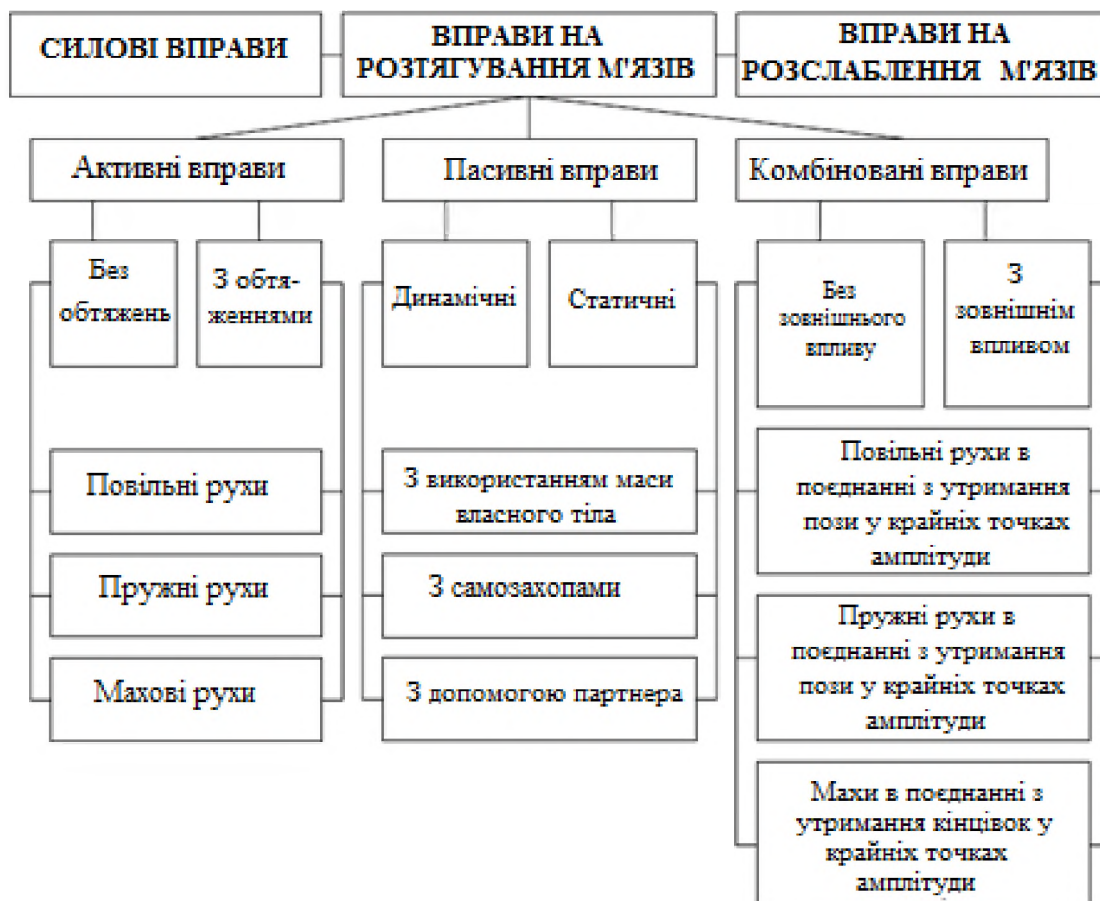 СИЛОВІ ВПРАВИ
ВПРАВИ НА
РОЗТЯГУВАННЯ М'ЯЗІВ
ВПРАВИ НА
РОЗСЛАБЛЕННЯ М'ЯЗІВ
Активні вправи
Пасивні вправи
Комбіновані вправи
Без
обтяжень
З обтя-
женнями
Динамічні
Статичні
Без
зовнішнього
впливу
З
зовнішнім
впливом
Повільні рухи
Пружні рухи
Махові рухи
З використанням маси
власного тіла
З самозахопами
З допомогою партнера
Повільні рухи в
поєднанні з утримання
пози у крайніх точках
амплітуди
Пружні рухи в
поєднанні з утримання
пози у крайніх точках
амплітуди
Махи в поєднанні з
утримання кінцівок у
крайніх точках
амплітуди